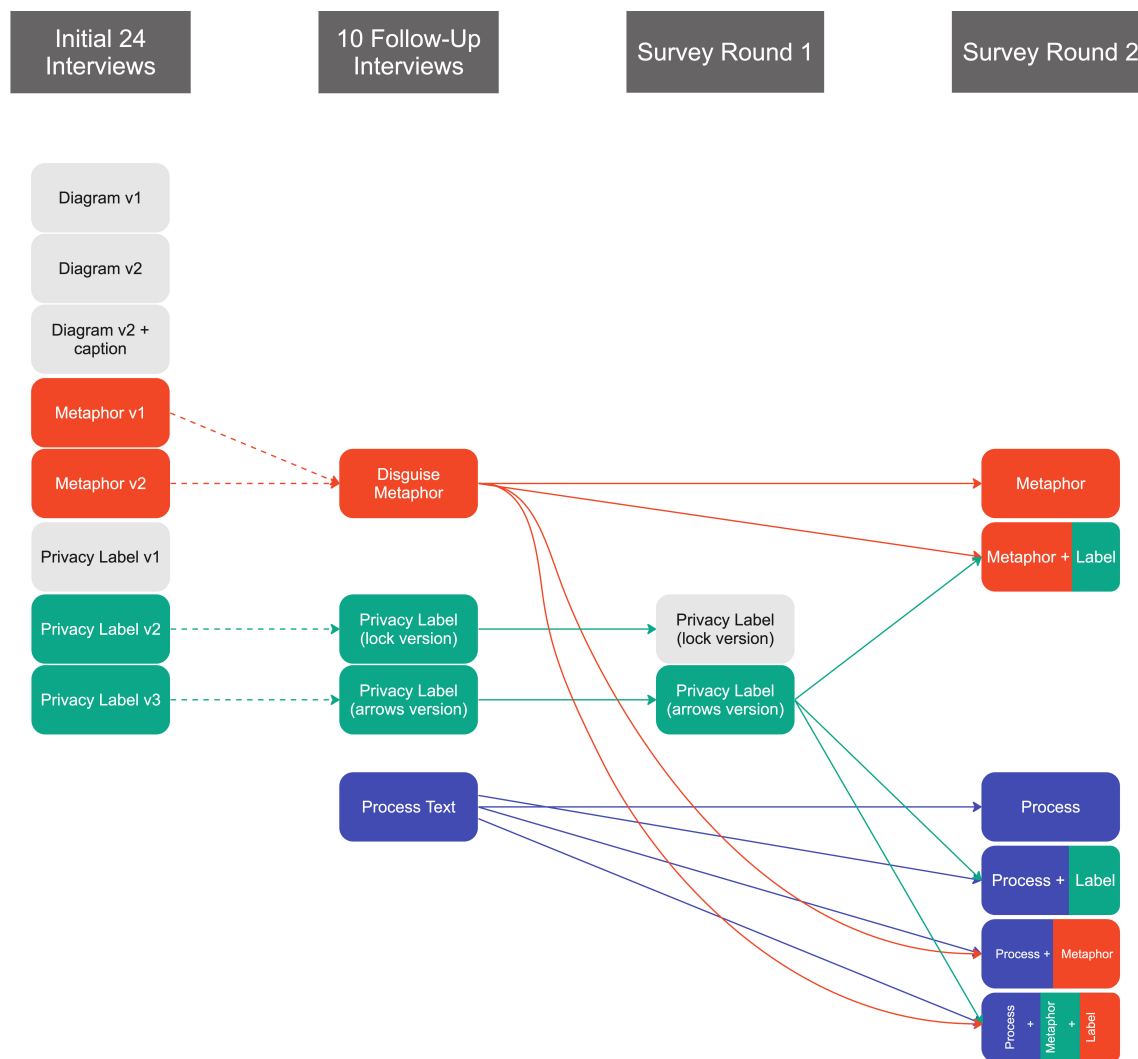 Initial 24
Interviews
10 Follow-Up
Interviews
Survey Round 1
Survey Round 2
Diagram v1
Diagram v2
Diagram v2 +
caption
Metaphor v1
Metaphor v2
Privacy Label v1
Privacy Label v2
Privacy Label v3
Disguise
Metaphor
Privacy Label
(lock version)
Privacy Label
(arrows version)
Process Text
Privacy Label
(lock version)
Privacy Label
(arrows version)
Metaphor
Metaphor + Label
Process
Process + Label
Process + Metaphor
Process
+
Metaphor
+
Label